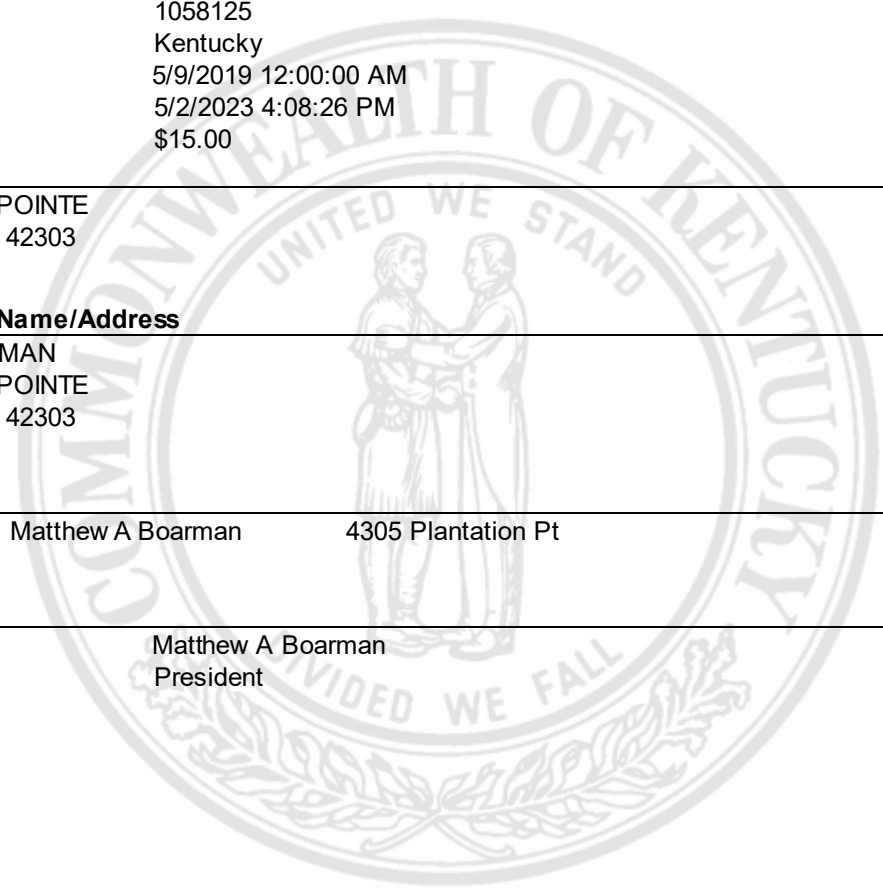 1058125
Kentucky
5/9/2019 12:00:00 AM
5/2/2023 4:08:26 PM
$15.00
POINTE
42303
Name/Address
MAN
POINTE
42303
Matthew A Boarman 4305 Plantation Pt
Matthew A Boarman
President
COMMONWEALTH OF KENTUCKY
UNITED WE STAND
DIVIDED WE FALL